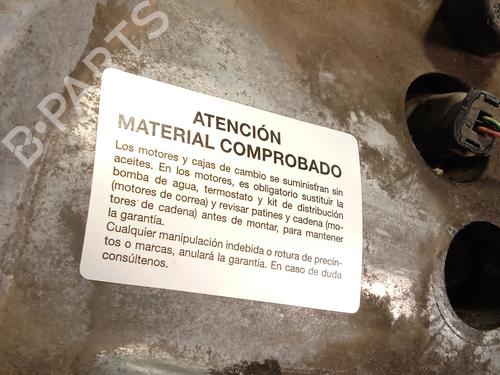 B-PARTS
ATENCIÓN
MATERIAL COMPROBADO
Los motores y cajas de cambio se suministran sin
aceites. En los motores, es obligatorio sustituir la
bomba de agua, termostato y kit de distribución
(motores de correa) y revisar patines y cadena (mo-
tores de cadena) antes de montar, para mantener
la garantía.
Cualquier manipulación indebida o rotura de precin-
tos o marcas, anulará la garantía. En caso de duda
consúltenos.